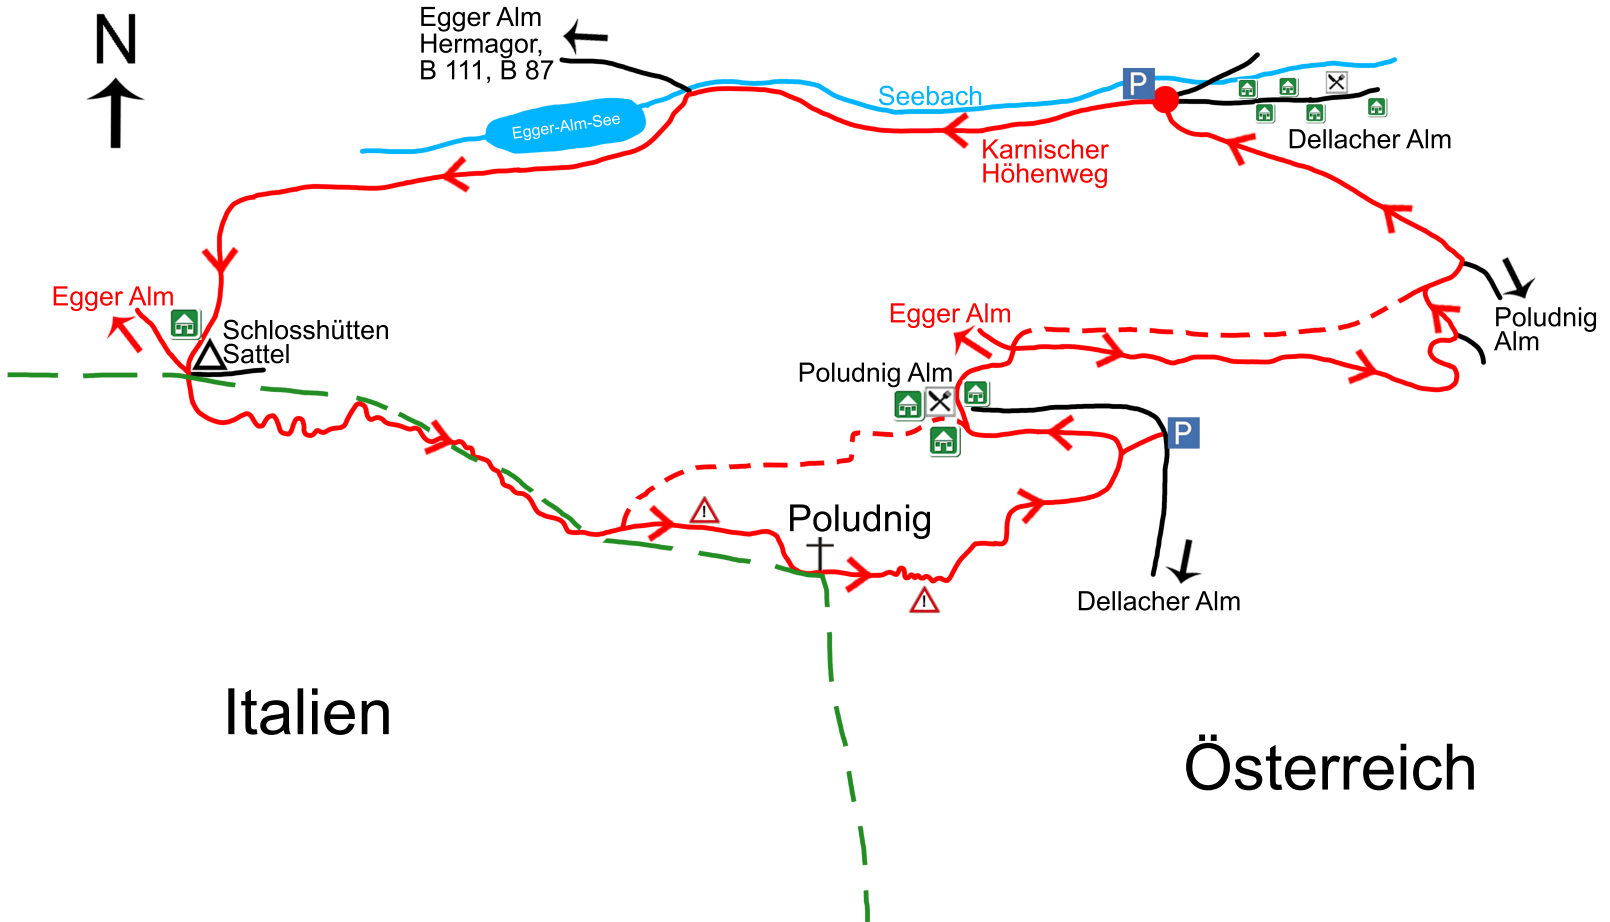 N
Egger Alm
Hermagor,
B 111, B 87
P
Seebach
Egger-Alm-See
Dellacher Alm
Karnischer
Höhenweg
Egger Alm
Schlosshütten
Sattel
Egger Alm
Poludnig
Alm
Poludnig Alm
P
!
Poludnig
!
Dellacher Alm
Italien
Österreich